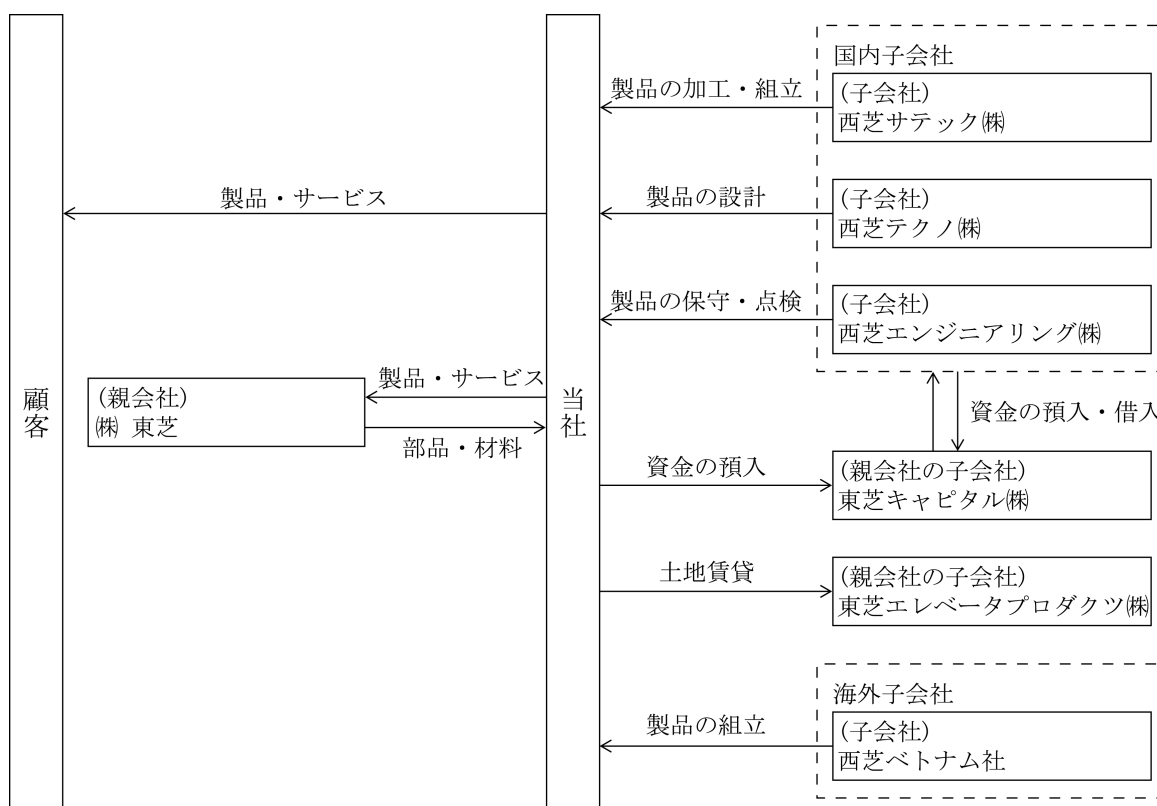 国内子会社
製品の加工・組立
(子会社)
西芝サテック㈱
製品・サービス
製品の設計
(子会社)
西芝テクノ㈱
製品の保守・点検
(子会社)
西芝エンジニアリング㈱
顧客
(親会社)
㈱ 東芝
製品・サービス
部品・材料
当社
資金の預入・借入
資金の預入
(親会社の子会社)
東芝キャピタル㈱
土地賃貸
(親会社の子会社)
東芝エレベータプロダクツ㈱
海外子会社
製品の組立
(子会社)
西芝ベトナム社